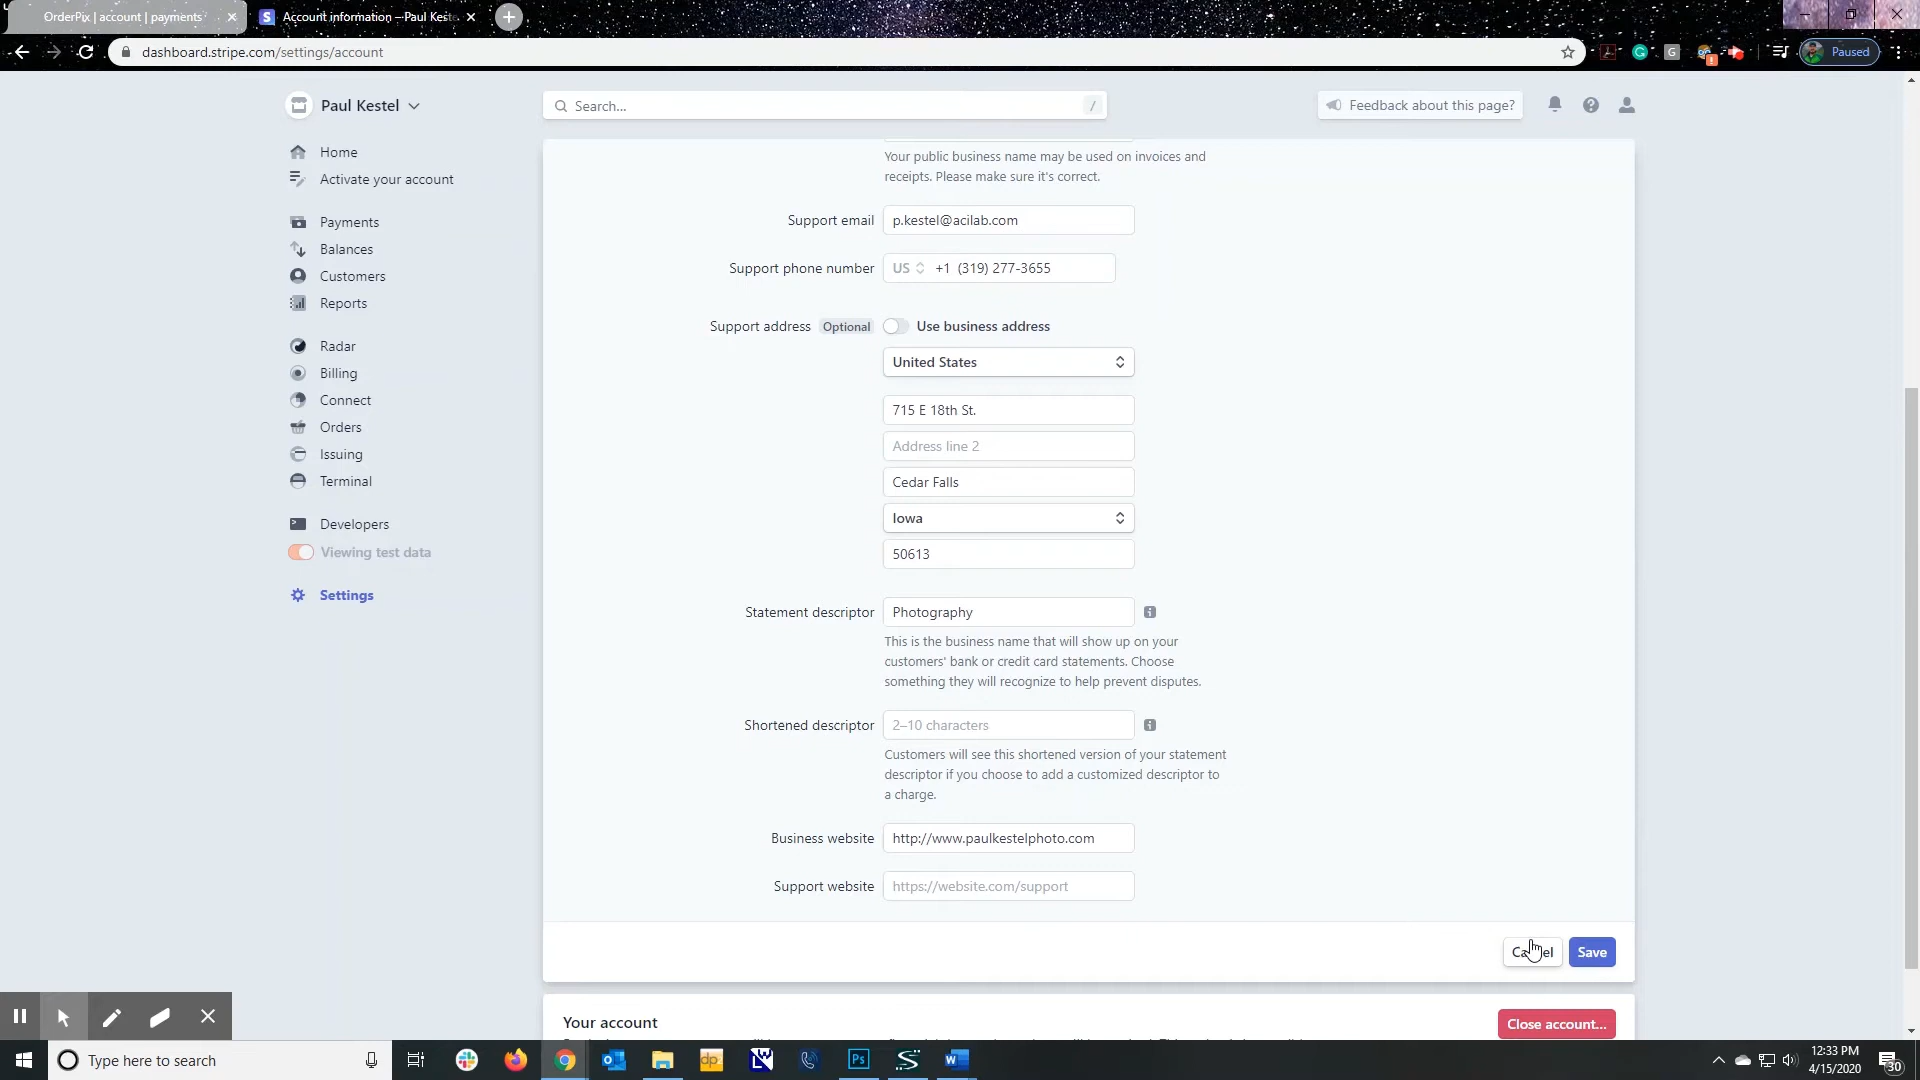 OrderPix | account | payments
Account information – Paul Keste
dashboard.stripe.com/settings/account
Paused
Paul Kestel
Search...
/
Feedback about this page?
Home
Activate your account
Payments
Balances
Customers
Reports
Radar
Billing
Connect
Orders
Issuing
Terminal
Developers
Viewing test data
Settings
Your public business name may be used on invoices and
receipts. Please make sure it's correct.
Support email
p.kestel@acilab.com
Support phone number
US
+1 (319) 277-3655
Support address Optional Use business address
United States
715 E 18th St.
Address line 2
Cedar Falls
Iowa
50613
Statement descriptor
Photography
This is the business name that will show up on your
customers' bank or credit card statements. Choose
something they will recognize to help prevent disputes.
Shortened descriptor
2–10 characters
Customers will see this shortened version of your statement
descriptor if you choose to add a customized descriptor to
a charge.
Business website
http://www.paulkestelphoto.com
Support website
https://website.com/support
Cancel
Save
Your account
Close account...
Type here to search
dp
Ps
12:33 PM
4/15/2020
30